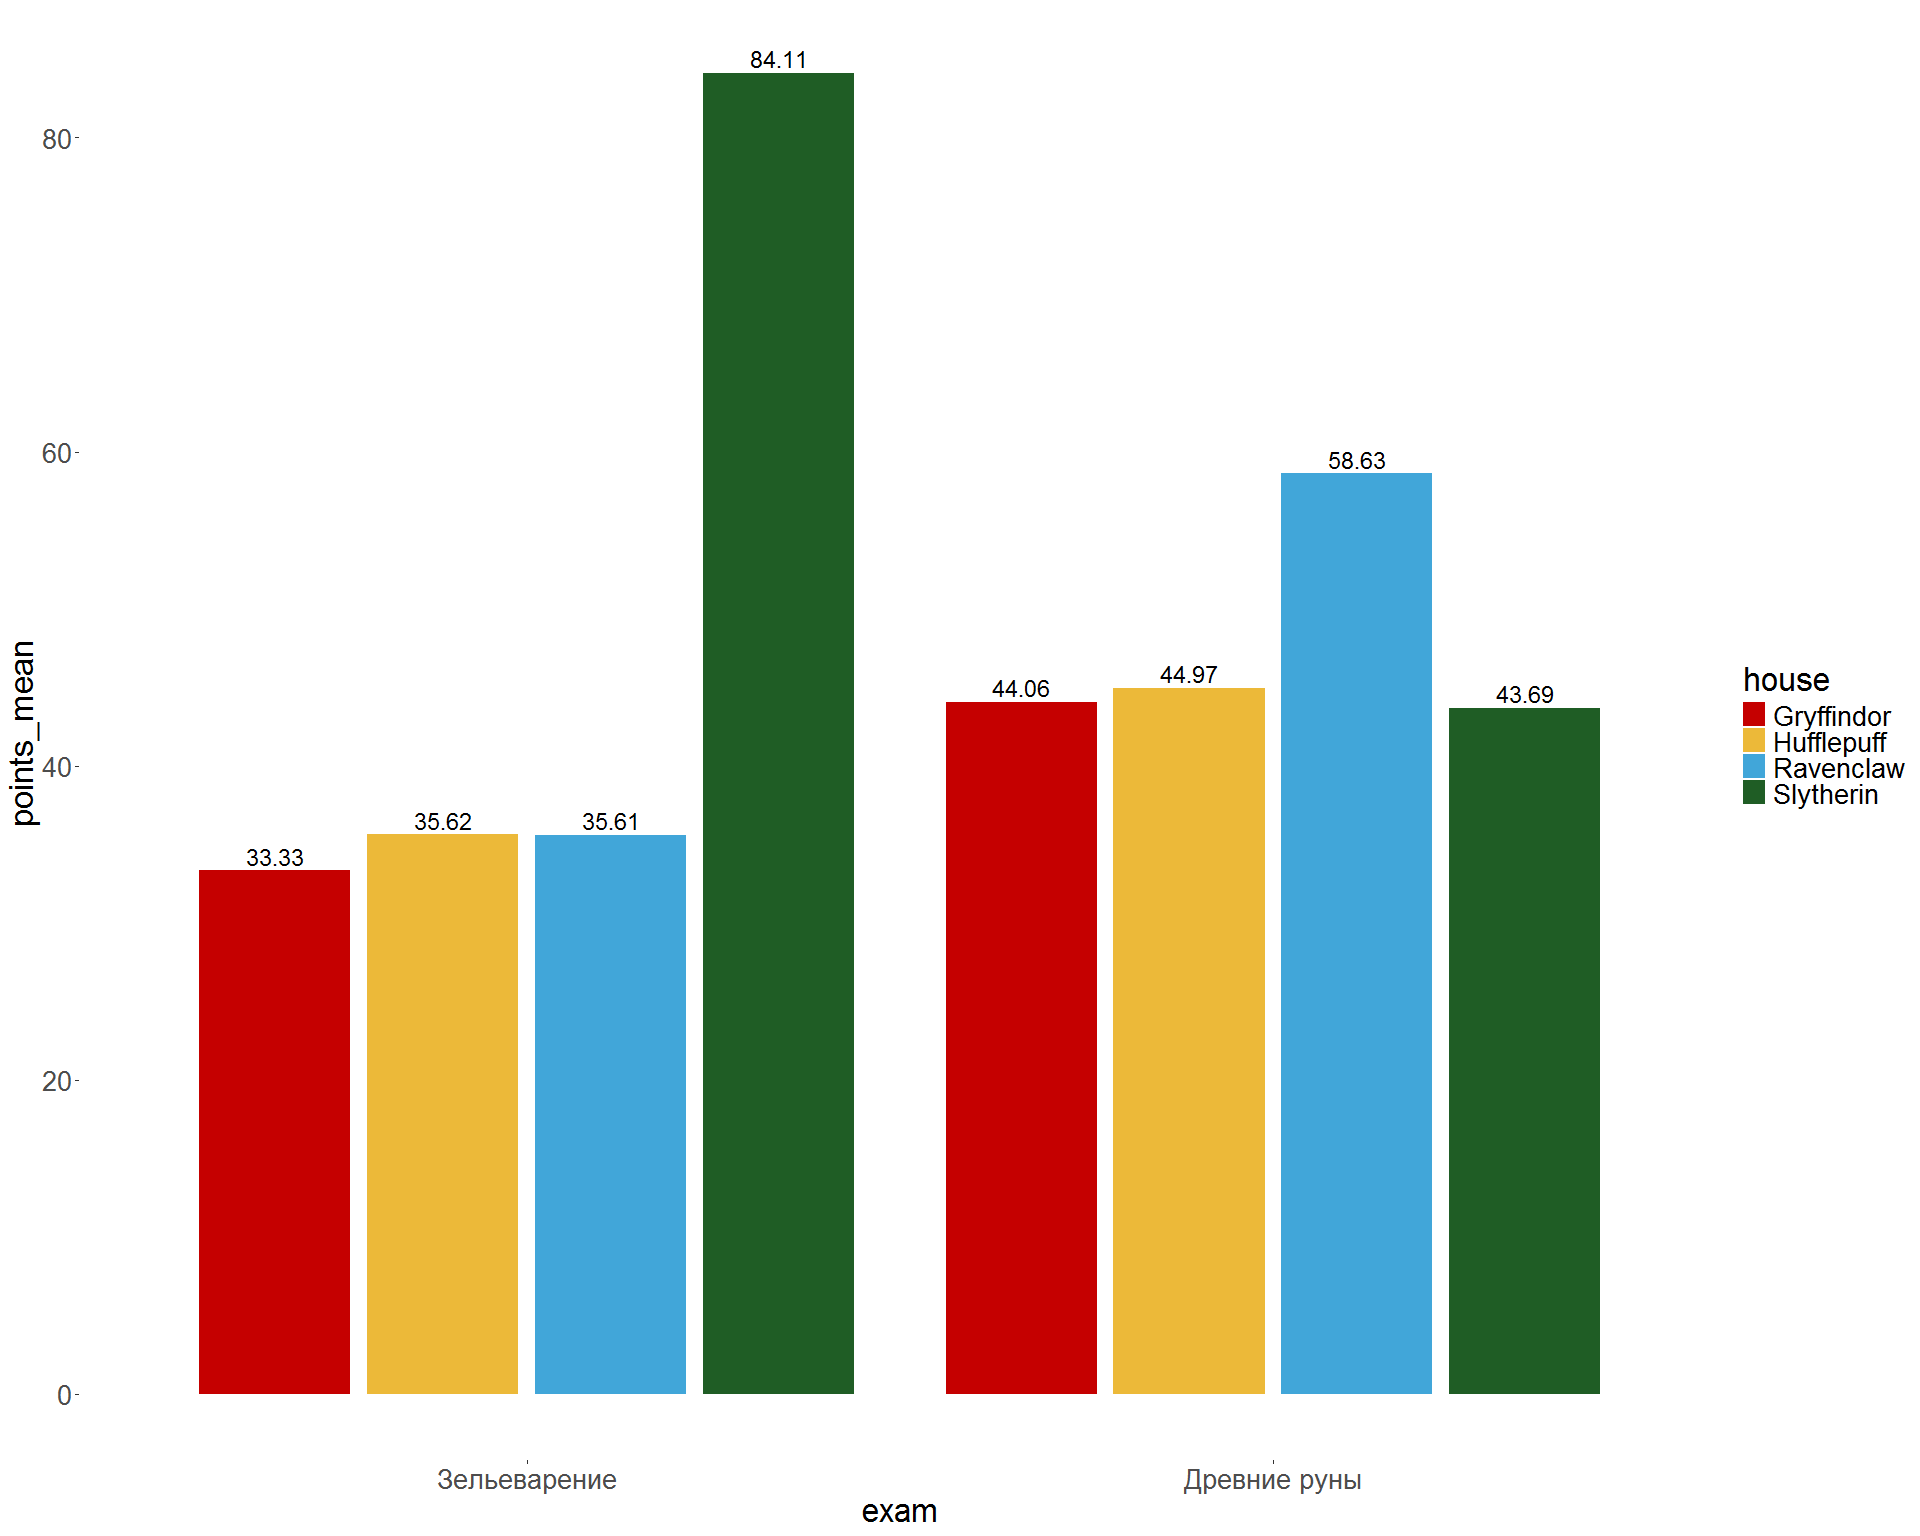 84.11
80
60
58.63
44.06
44.97
43.69
points_mean
40
33.33
35.62
35.61
20
0
house
Gryffindor
Hufflepuff
Ravenclaw
Slytherin
Зельеварение
Древние руны
exam